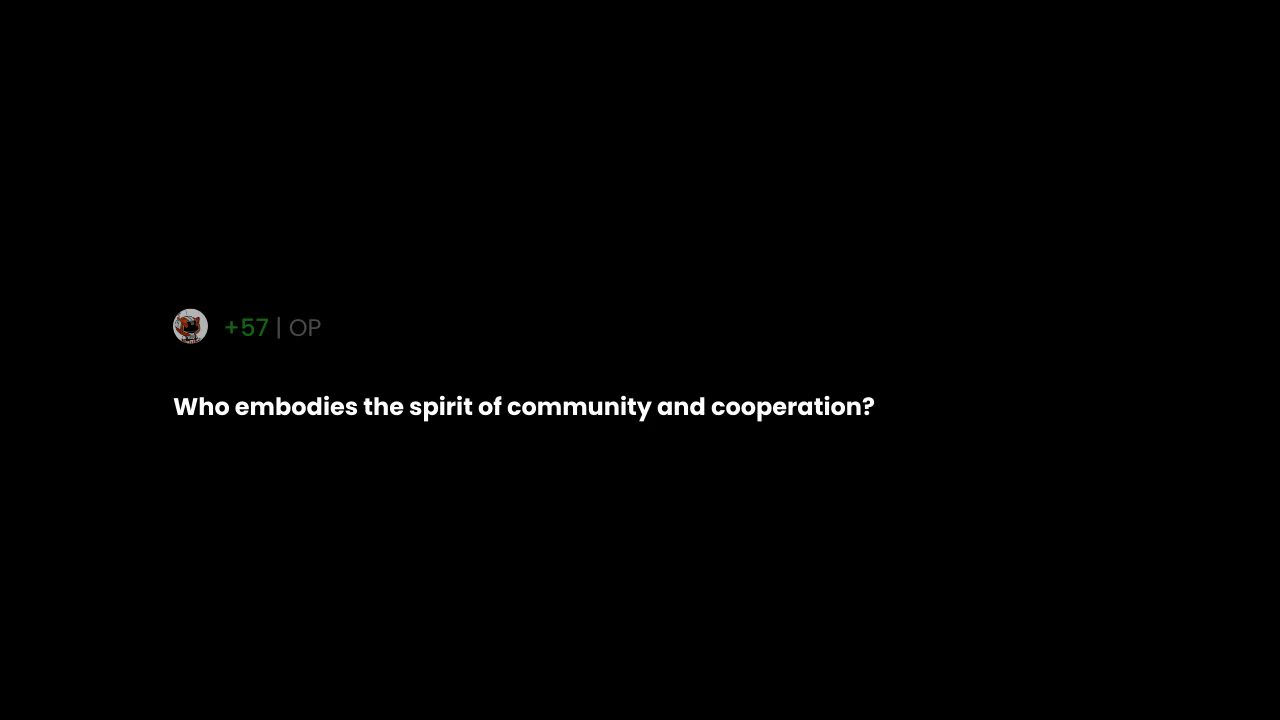 +57 | OP
Who embodies the spirit of community and cooperation?